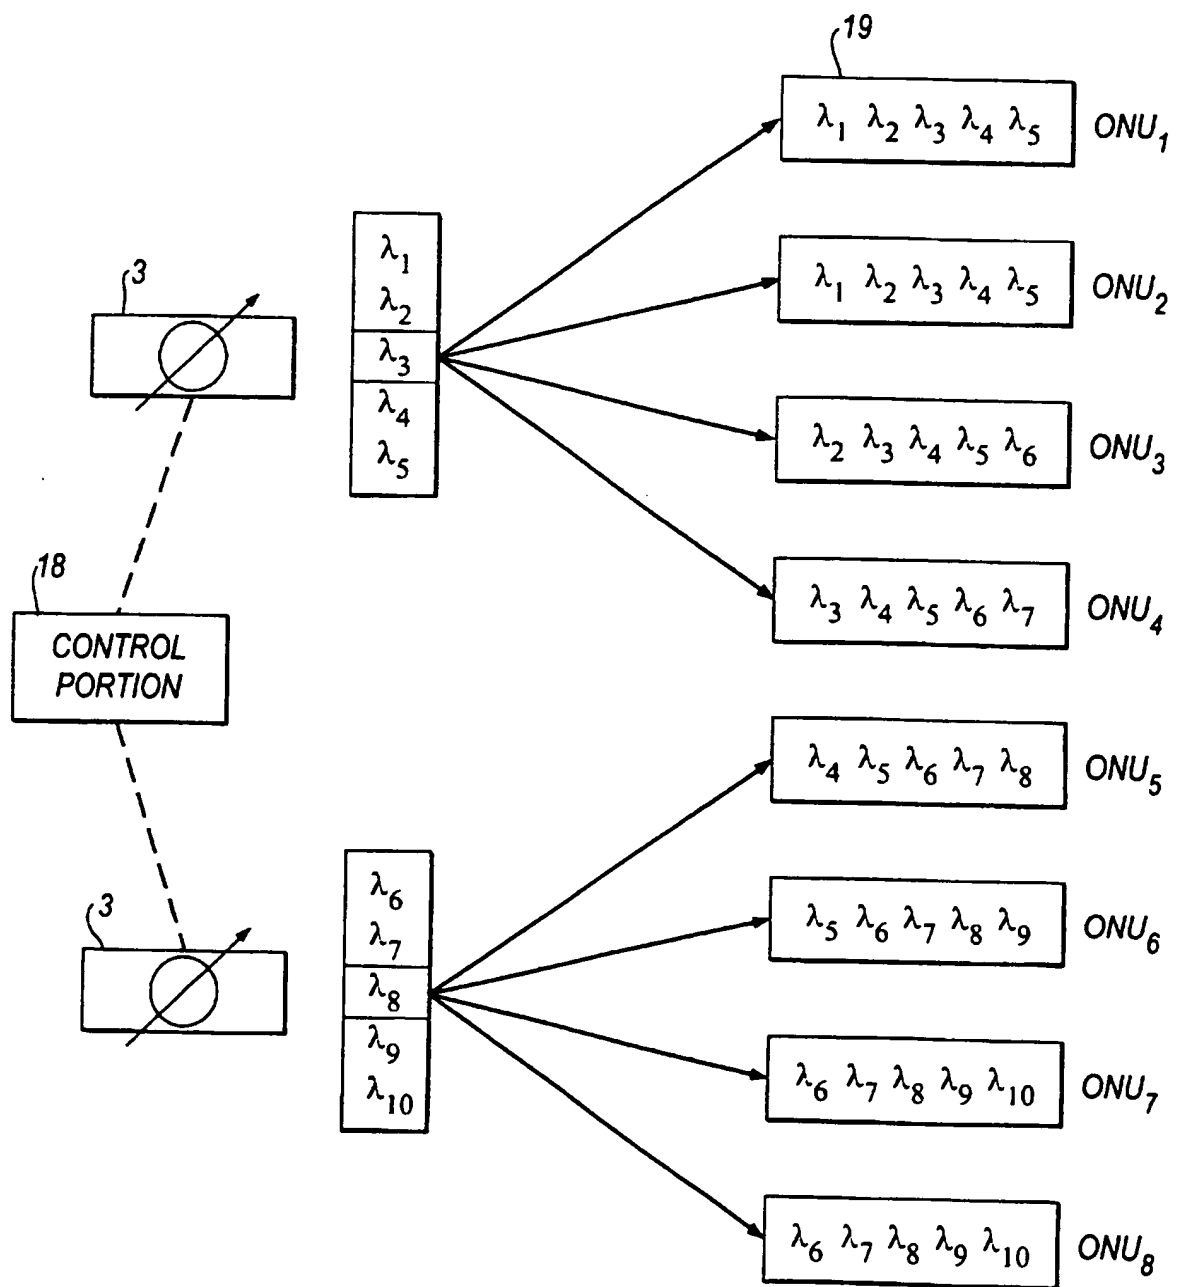 19
λ1 λ2 λ3 λ4 λ5 ONU1
λ1 λ2 λ3 λ4 λ5 ONU2
3
λ1
λ2
λ3
λ4
λ5
λ2 λ3 λ4 λ5 λ6 ONU3
18
CONTROL
PORTION
λ3 λ4 λ5 λ6 λ7 ONU4
λ4 λ5 λ6 λ7 λ8 ONU5
3
λ6
λ7
λ8
λ9
λ10
λ5 λ6 λ7 λ8 λ9 ONU6
λ6 λ7 λ8 λ9 λ10 ONU7
λ6 λ7 λ8 λ9 λ10 ONU8